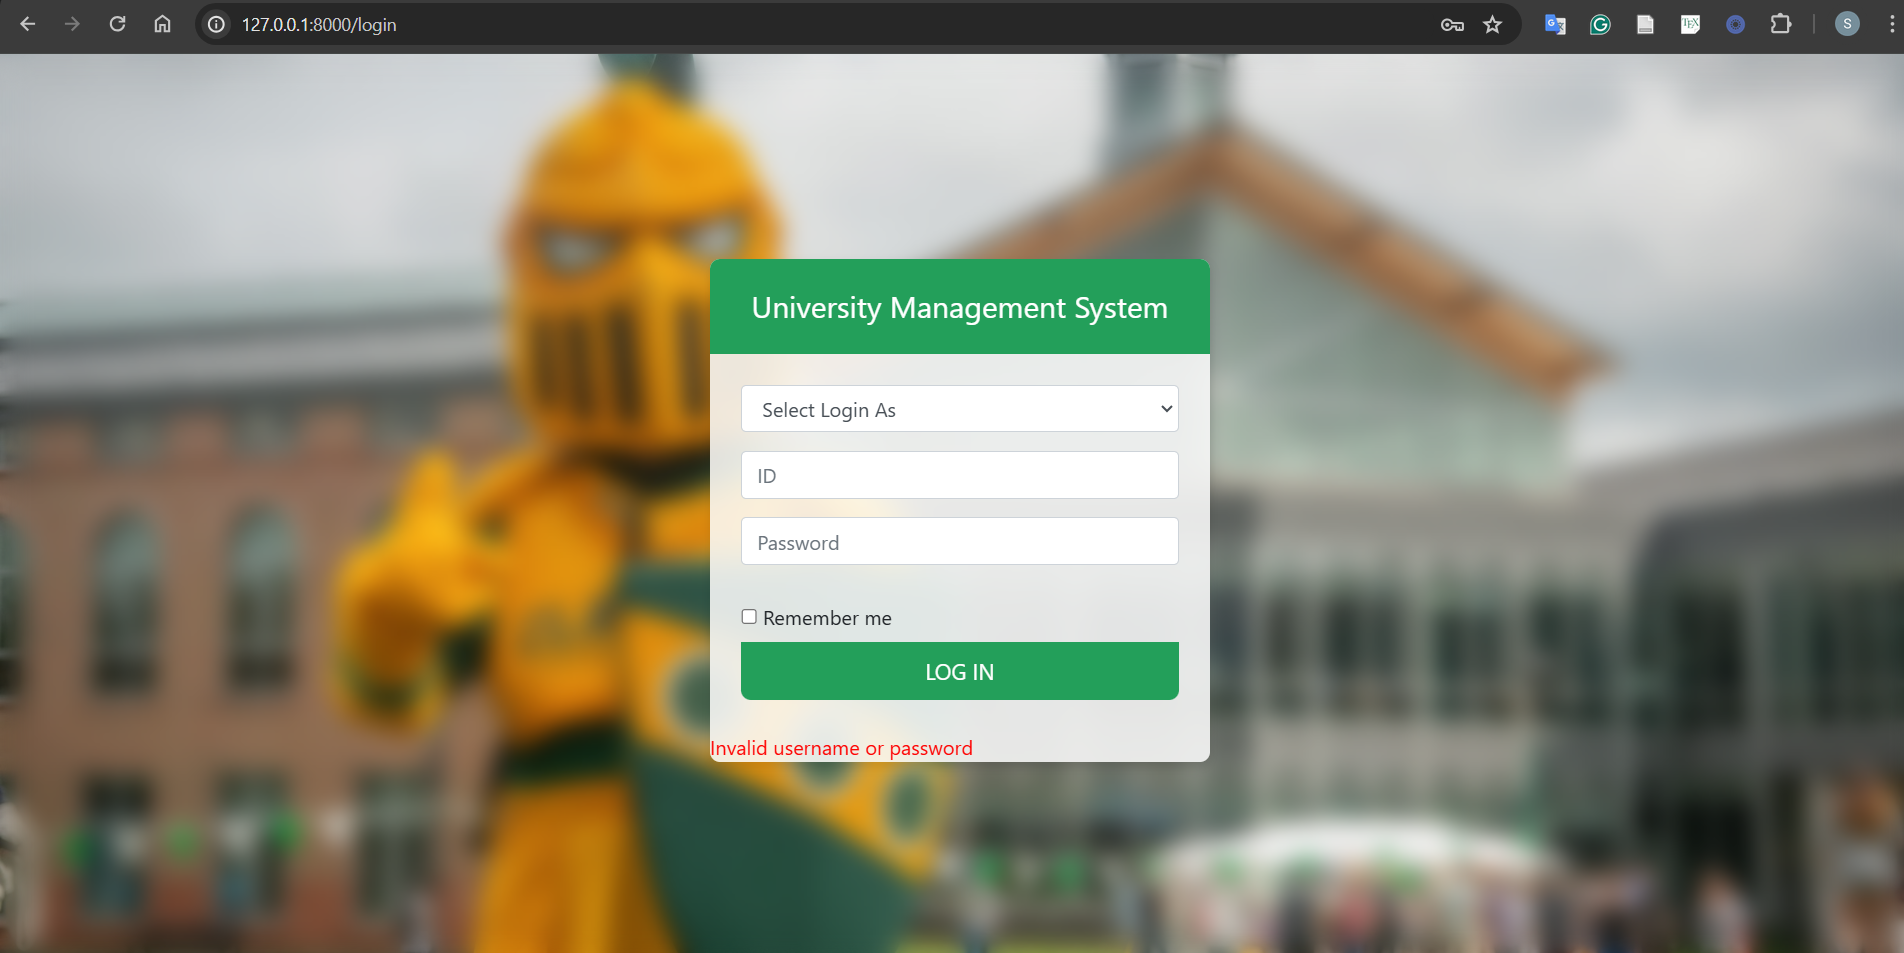 127.0.0.1:8000/login
S
University Management System
Select Login As
ID
Password
Remember me
LOG IN
Invalid username or password